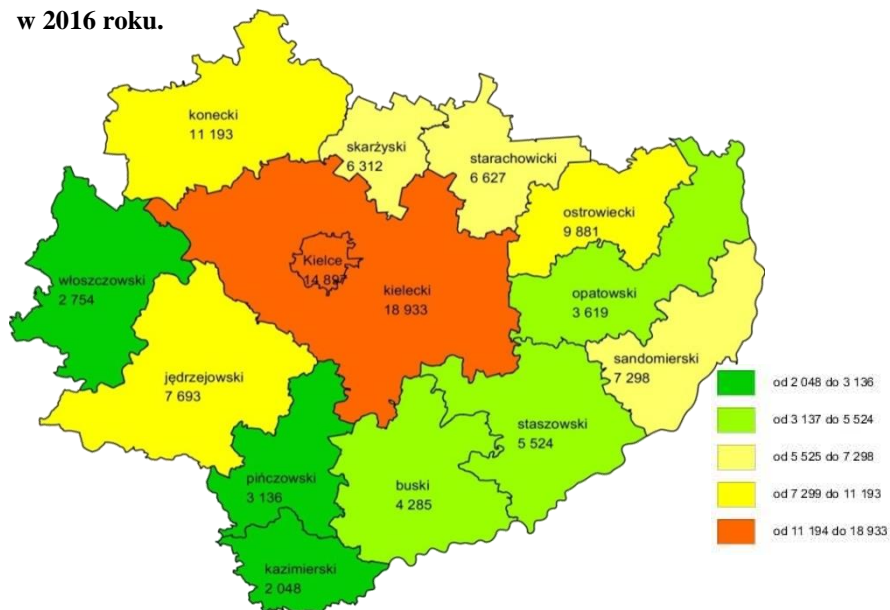 w 2016 roku.
konecki
11 193
skarżyski
6 312
starachowicki
6 627
ostrowiecki
9 881
Kielce
14 897
włoszczowski
2 754
kielecki
18 933
opatowski
3 619
sandomierski
7 298
jędrzejowski
7 693
staszowski
5 524
pińczowski
3 136
buski
4 285
kazimierski
2 048
od 2 048 do 3 136
od 3 137 do 5 524
od 5 525 do 7 298
od 7 299 do 11 193
od 11 194 do 18 933